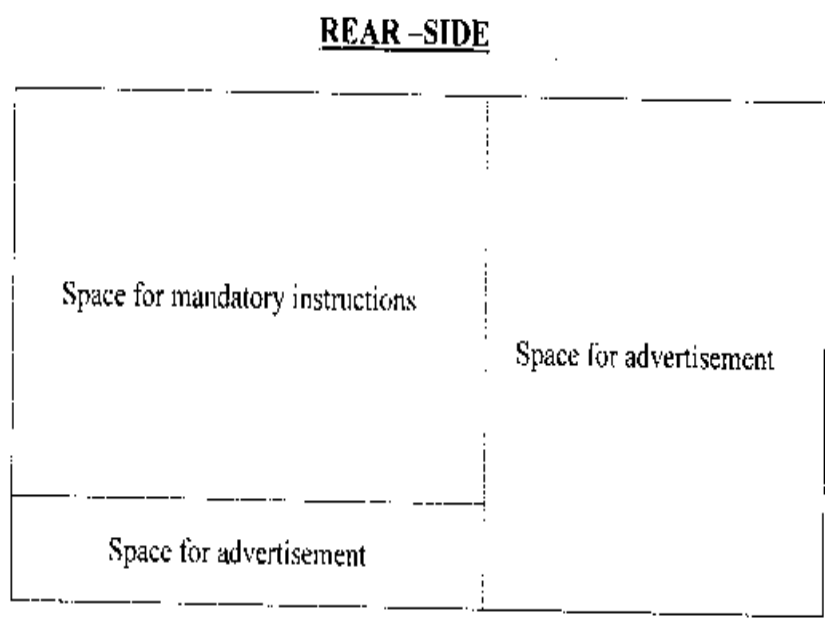 REAR –SIDE
Space for mandatory instructions
Space for advertisement
Space for advertisement